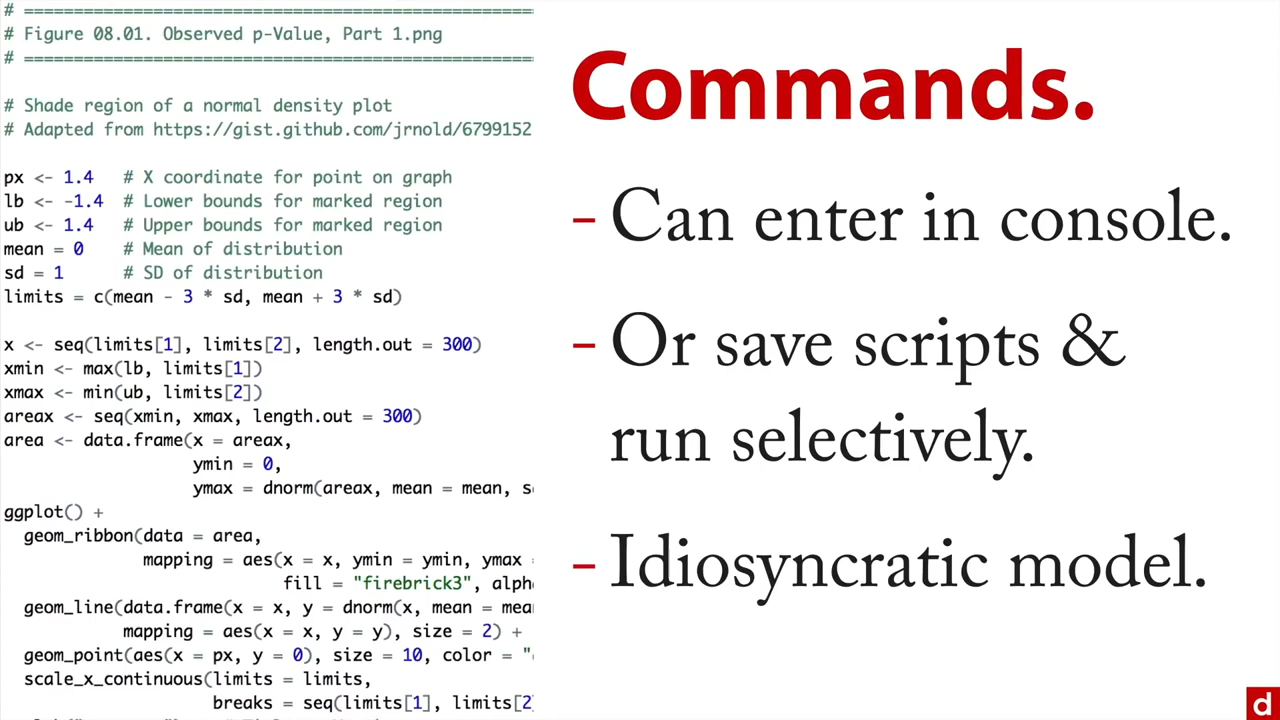 # ====================================================
# Figure 08.01. Observed p-Value, Part 1.png
# ====================================================
# Shade region of a normal density plot
# Adapted from https://gist.github.com/jrnold/6799152
px <- 1.4   # X coordinate for point on graph
lb <- -1.4  # Lower bounds for marked region
ub <- 1.4   # Upper bounds for marked region
mean = 0    # Mean of distribution
sd = 1      # SD of distribution
limits = c(mean - 3 * sd, mean + 3 * sd)
x <- seq(limits[1], limits[2], length.out = 300)
xmin <- max(lb, limits[1])
xmax <- min(ub, limits[2])
areax <- seq(xmin, xmax, length.out = 300)
area <- data.frame(x = areax,
                   ymin = 0,
                   ymax = dnorm(areax, mean = mean, s
ggplot() +
  geom_ribbon(data = area,
              mapping = aes(x = x, ymin = ymin, ymax =
                            fill = "firebrick3", alph
  geom_line(data.frame(x = x, y = dnorm(x, mean = mea
            mapping = aes(x = x, y = y), size = 2) +
  geom_point(aes(x = px, y = 0), size = 10, color = "
  scale_x_continuous(limits = limits,
                     breaks = seq(limits[1], limits[2
Commands.
– Can enter in console.
– Or save scripts &
run selectively.
– Idiosyncratic model.
d